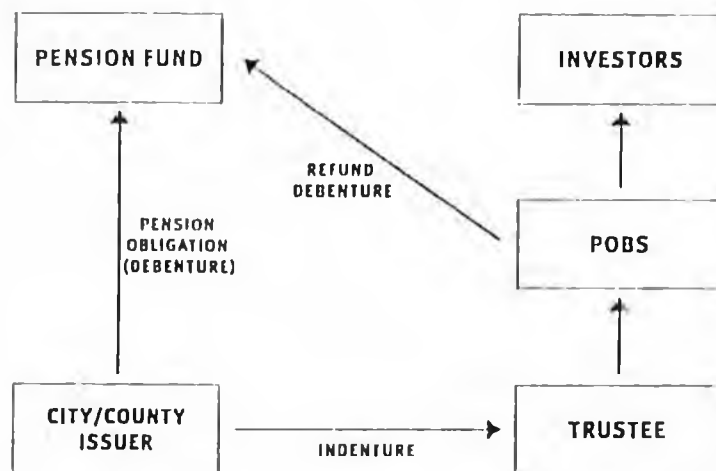 PENSION FUND
INVESTORS
REFUND
DEBENTURE
PENSION
OBLIGATION
(DEBENTURE)
POBS
CITY/COUNTY
ISSUER
INDENTURE
TRUSTEE